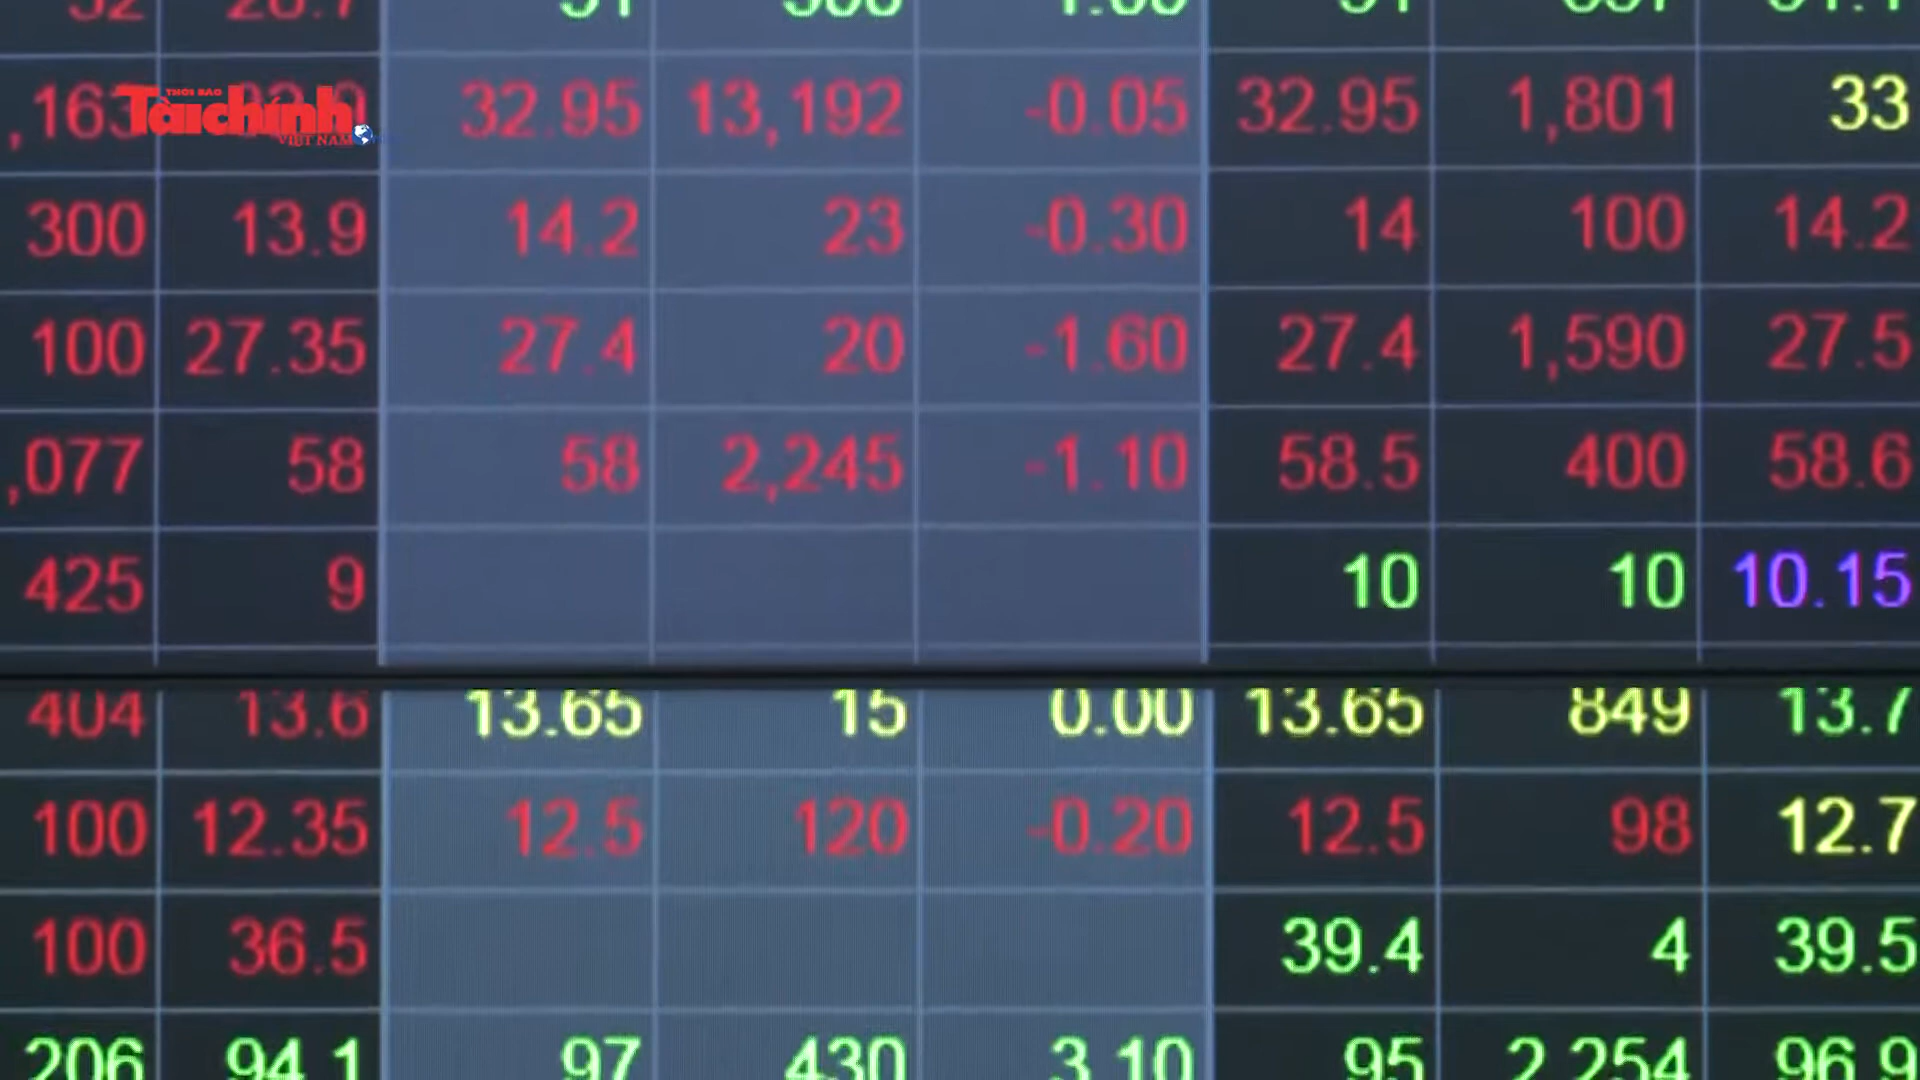 THỜI BÁO
Tàichính
VIỆT NAM
,163 32.95 13,192 -0.05 32.95 1,801 33
300 13.9 14.2 23 -0.30 14 100 14.2
100 27.35 27.4 20 -1.60 27.4 1,590 27.5
,077 58 58 2,245 -1.10 58.5 400 58.6
425 9 10 10 10.15
404 13.6 13.65 15 0.00 13.65 849 13.7
100 12.35 12.5 120 -0.20 12.5 98 12.7
100 36.5 39.4 4 39.5
206 94.1 97 430 3.10 95 2,254 96.9